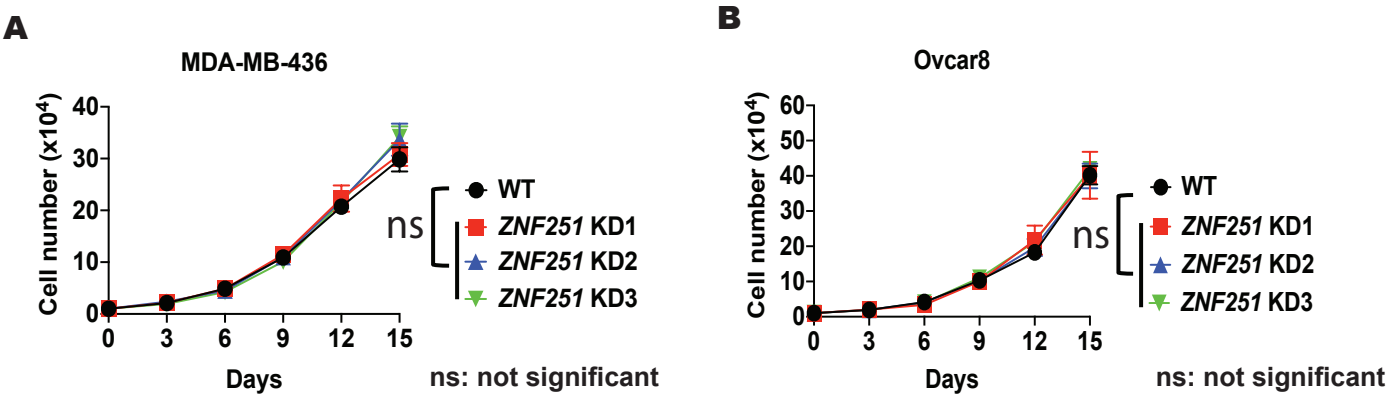 A
MDA-MB-436
Cell number (x10⁴)
40
30
20
10
0
0 3 6 9 12 15
Days
ns
WT
ZNF251 KD1
ZNF251 KD2
ZNF251 KD3
ns: not significant
B
Ovcar8
Cell number (x10⁴)
60
50
40
30
20
10
0
0 3 6 9 12 15
Days
ns
WT
ZNF251 KD1
ZNF251 KD2
ZNF251 KD3
ns: not significant